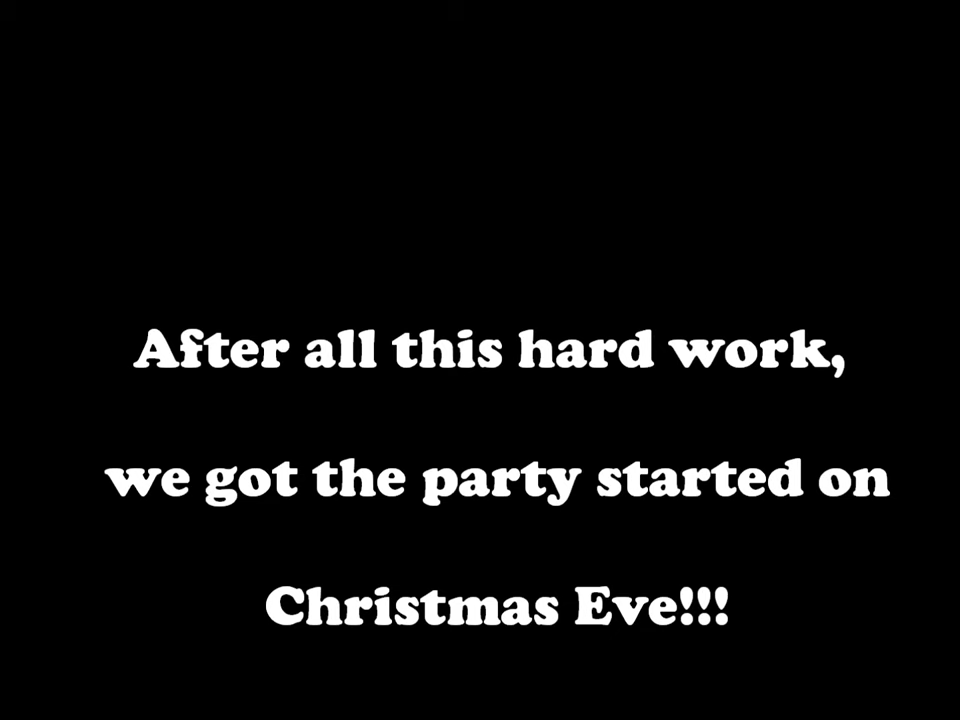 After all this hard work,
we got the party started on
Christmas Eve!!!